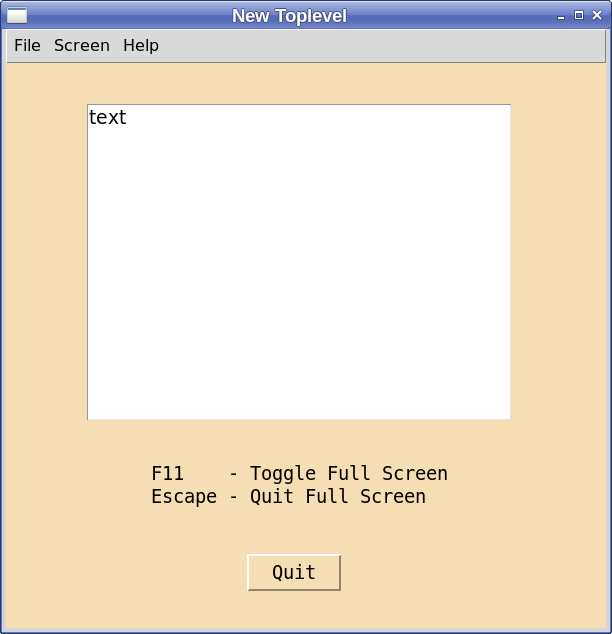 New Toplevel
File Screen Help
text
F11    - Toggle Full Screen
Escape - Quit Full Screen
Quit